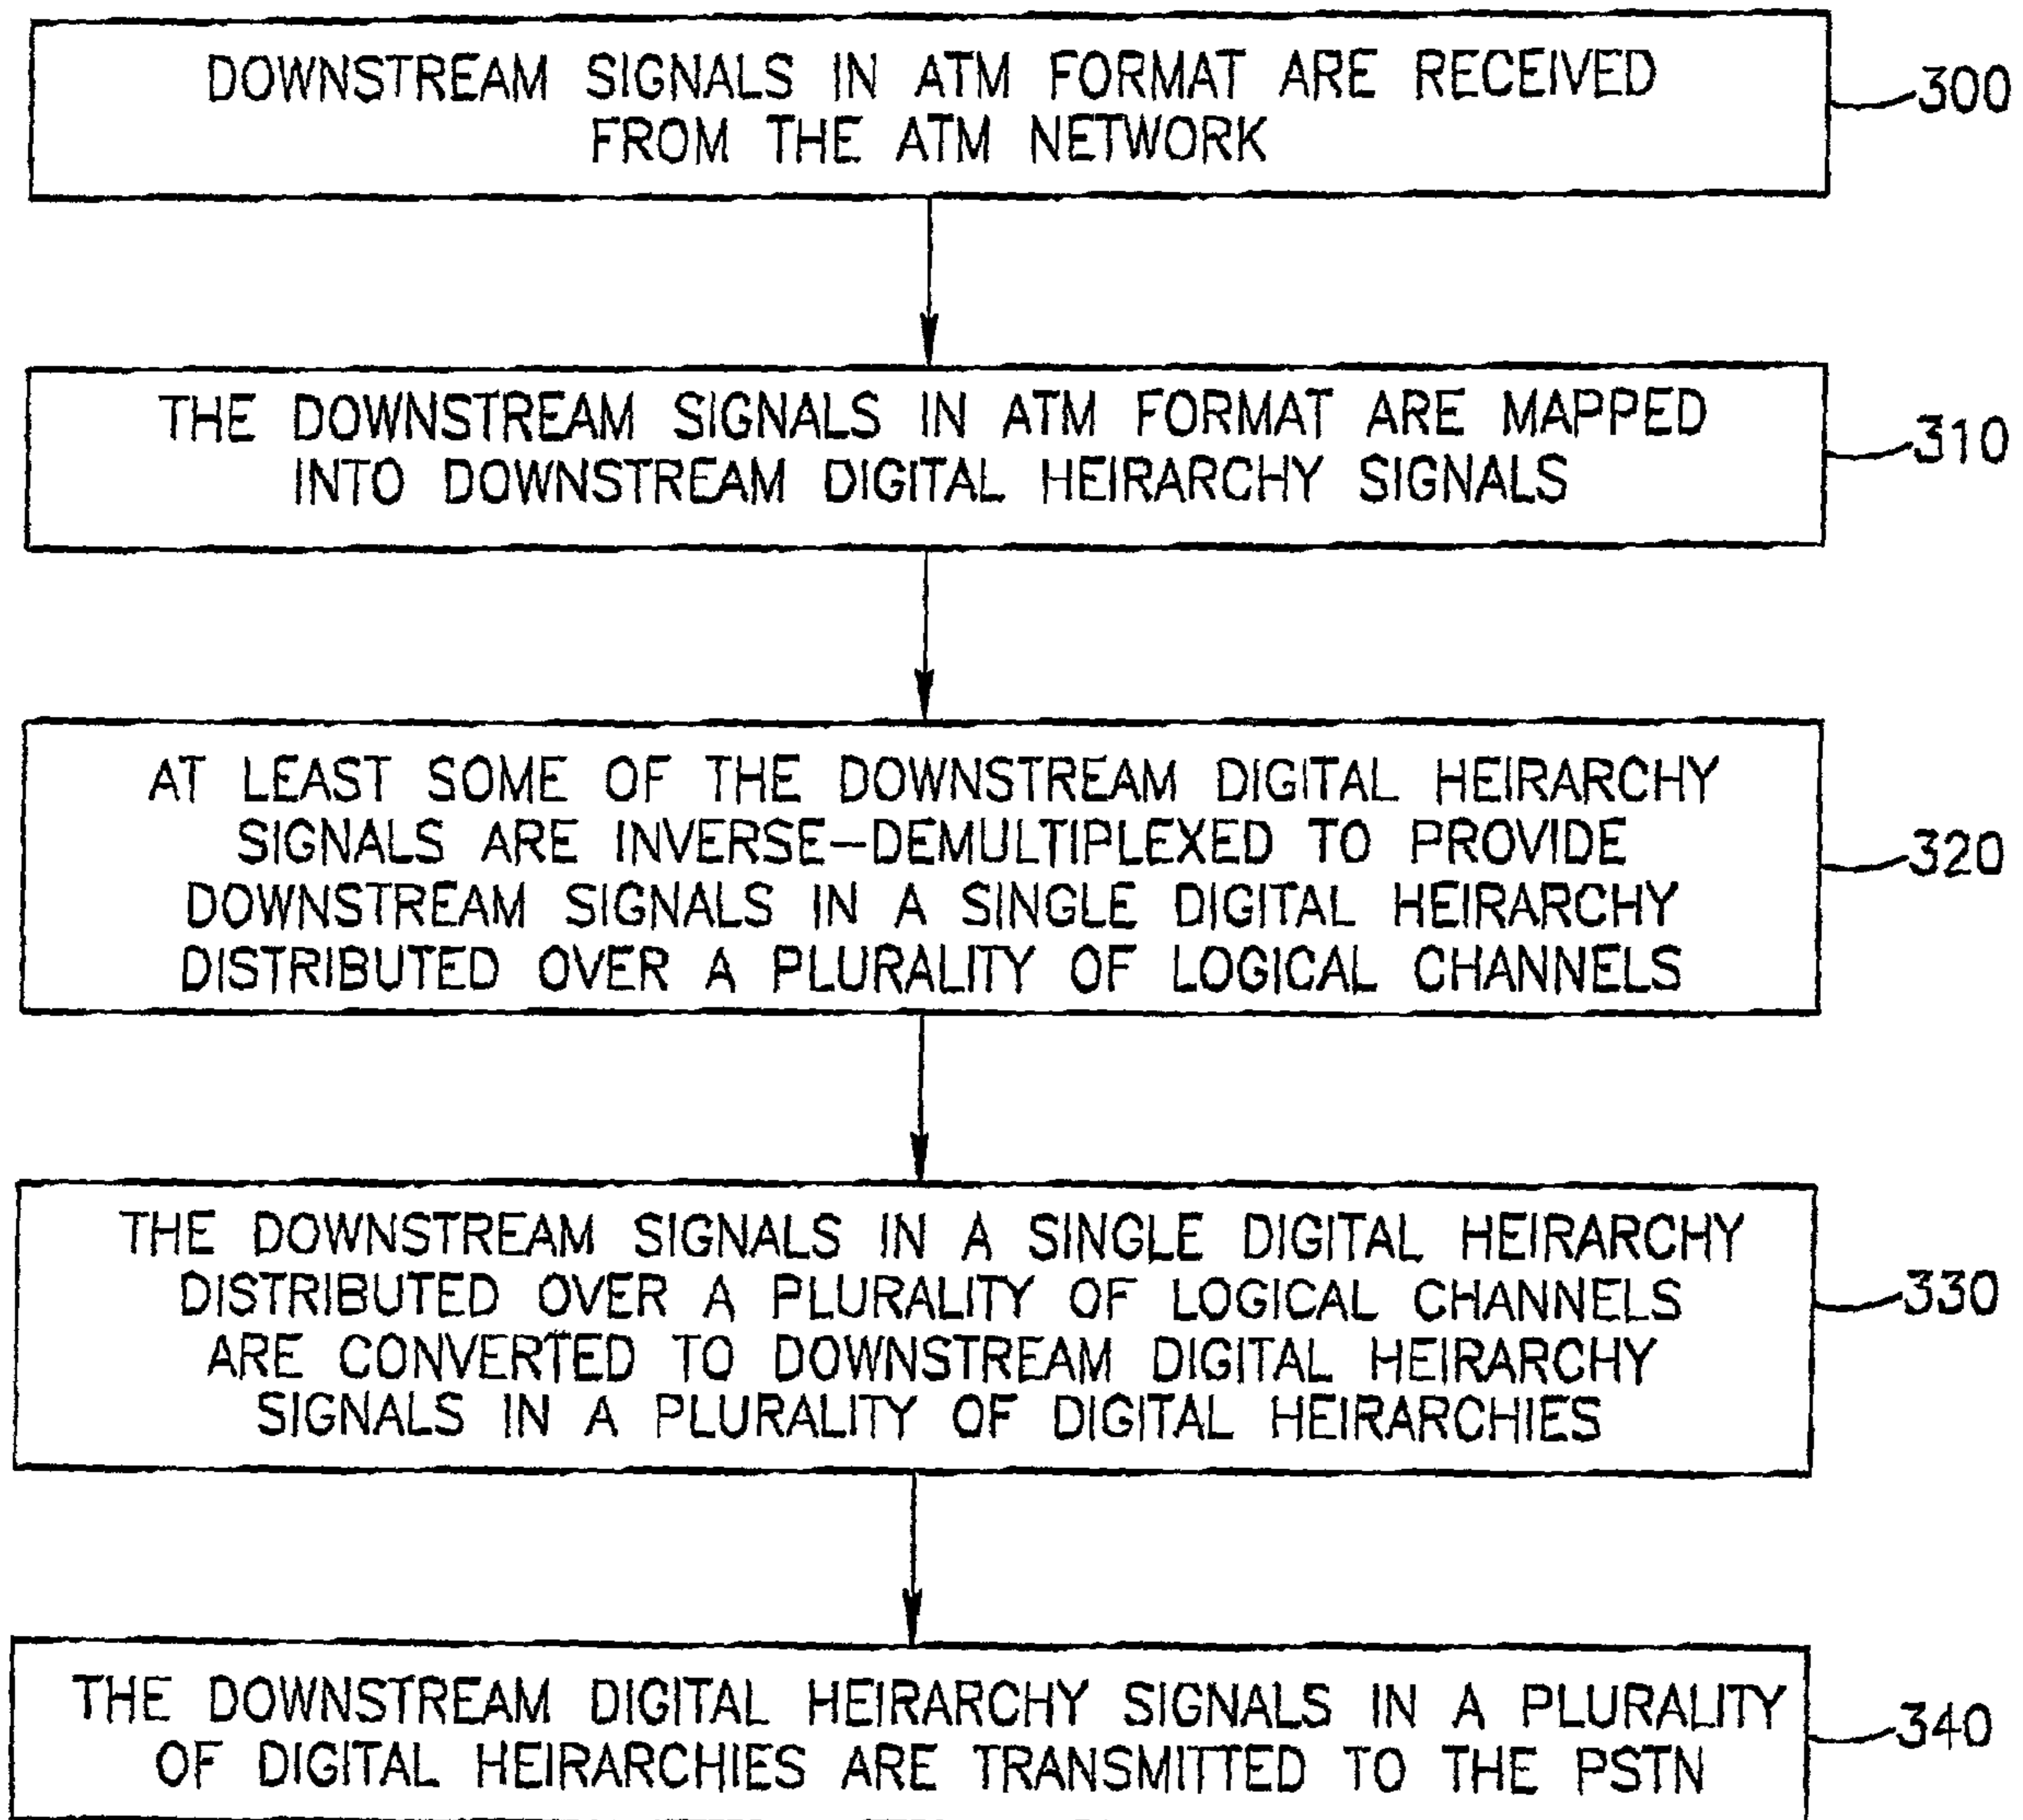 DOWNSTREAM SIGNALS IN ATM FORMAT ARE RECEIVED
FROM THE ATM NETWORK
300
THE DOWNSTREAM SIGNALS IN ATM FORMAT ARE MAPPED
INTO DOWNSTREAM DIGITAL HEIRARCHY SIGNALS
310
AT LEAST SOME OF THE DOWNSTREAM DIGITAL HEIRARCHY
SIGNALS ARE INVERSE-DEMULTIPLEXED TO PROVIDE
DOWNSTREAM SIGNALS IN A SINGLE DIGITAL HEIRARCHY
DISTRIBUTED OVER A PLURALITY OF LOGICAL CHANNELS
320
THE DOWNSTREAM SIGNALS IN A SINGLE DIGITAL HEIRARCHY
DISTRIBUTED OVER A PLURALITY OF LOGICAL CHANNELS
ARE CONVERTED TO DOWNSTREAM DIGITAL HEIRARCHY
SIGNALS IN A PLURALITY OF DIGITAL HEIRARCHIES
330
THE DOWNSTREAM DIGITAL HEIRARCHY SIGNALS IN A PLURALITY
OF DIGITAL HEIRARCHIES ARE TRANSMITTED TO THE PSTN
340